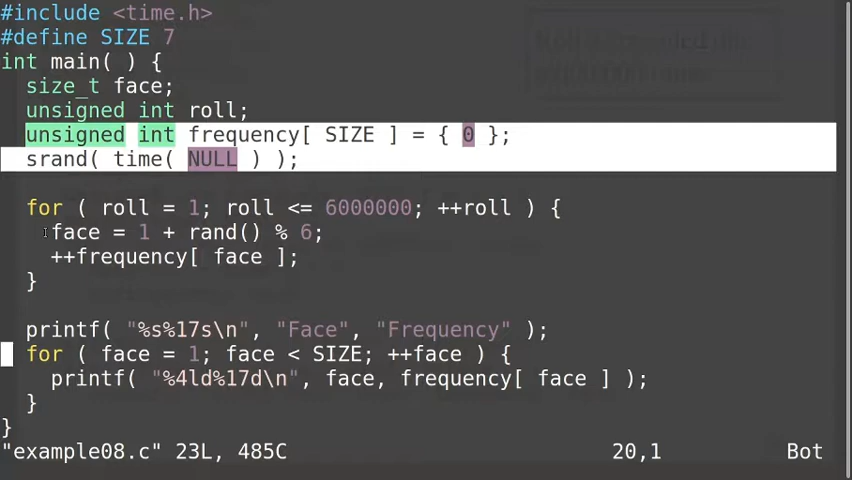 #include <time.h>
#define SIZE 7
int main( ) {
  size_t face;
  unsigned int roll;
  unsigned int frequency[ SIZE ] = { 0 };
  srand( time( NULL ) );

  for ( roll = 1; roll <= 6000000; ++roll ) {
    face = 1 + rand() % 6;
    ++frequency[ face ];
  }

  printf( "%s%17s\n", "Face", "Frequency" );
  for ( face = 1; face < SIZE; ++face ) {
    printf( "%4ld%17d\n", face, frequency[ face ] );
  }
}
"example08.c" 23L, 485C 20,1 Bot